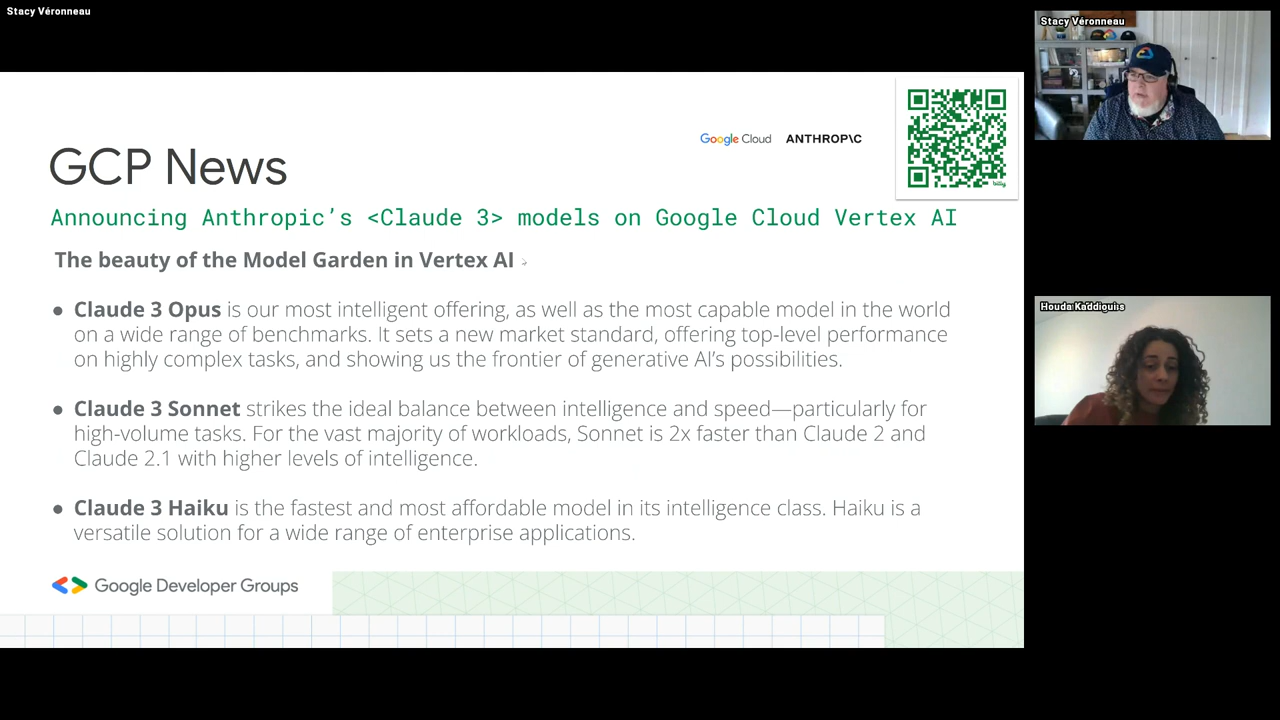 Stacy Véronneau
Stacy Véronneau
Google Cloud ANTHROP\C
bitly
GCP News
Announcing Anthropic’s <Claude 3> models on Google Cloud Vertex AI
The beauty of the Model Garden in Vertex AI
● Claude 3 Opus is our most intelligent offering, as well as the most capable model in the world
on a wide range of benchmarks. It sets a new market standard, offering top-level performance
on highly complex tasks, and showing us the frontier of generative AI’s possibilities.
Houda Kaddiguis
● Claude 3 Sonnet strikes the ideal balance between intelligence and speed—particularly for
high-volume tasks. For the vast majority of workloads, Sonnet is 2x faster than Claude 2 and
Claude 2.1 with higher levels of intelligence.
● Claude 3 Haiku is the fastest and most affordable model in its intelligence class. Haiku is a
versatile solution for a wide range of enterprise applications.
Google Developer Groups